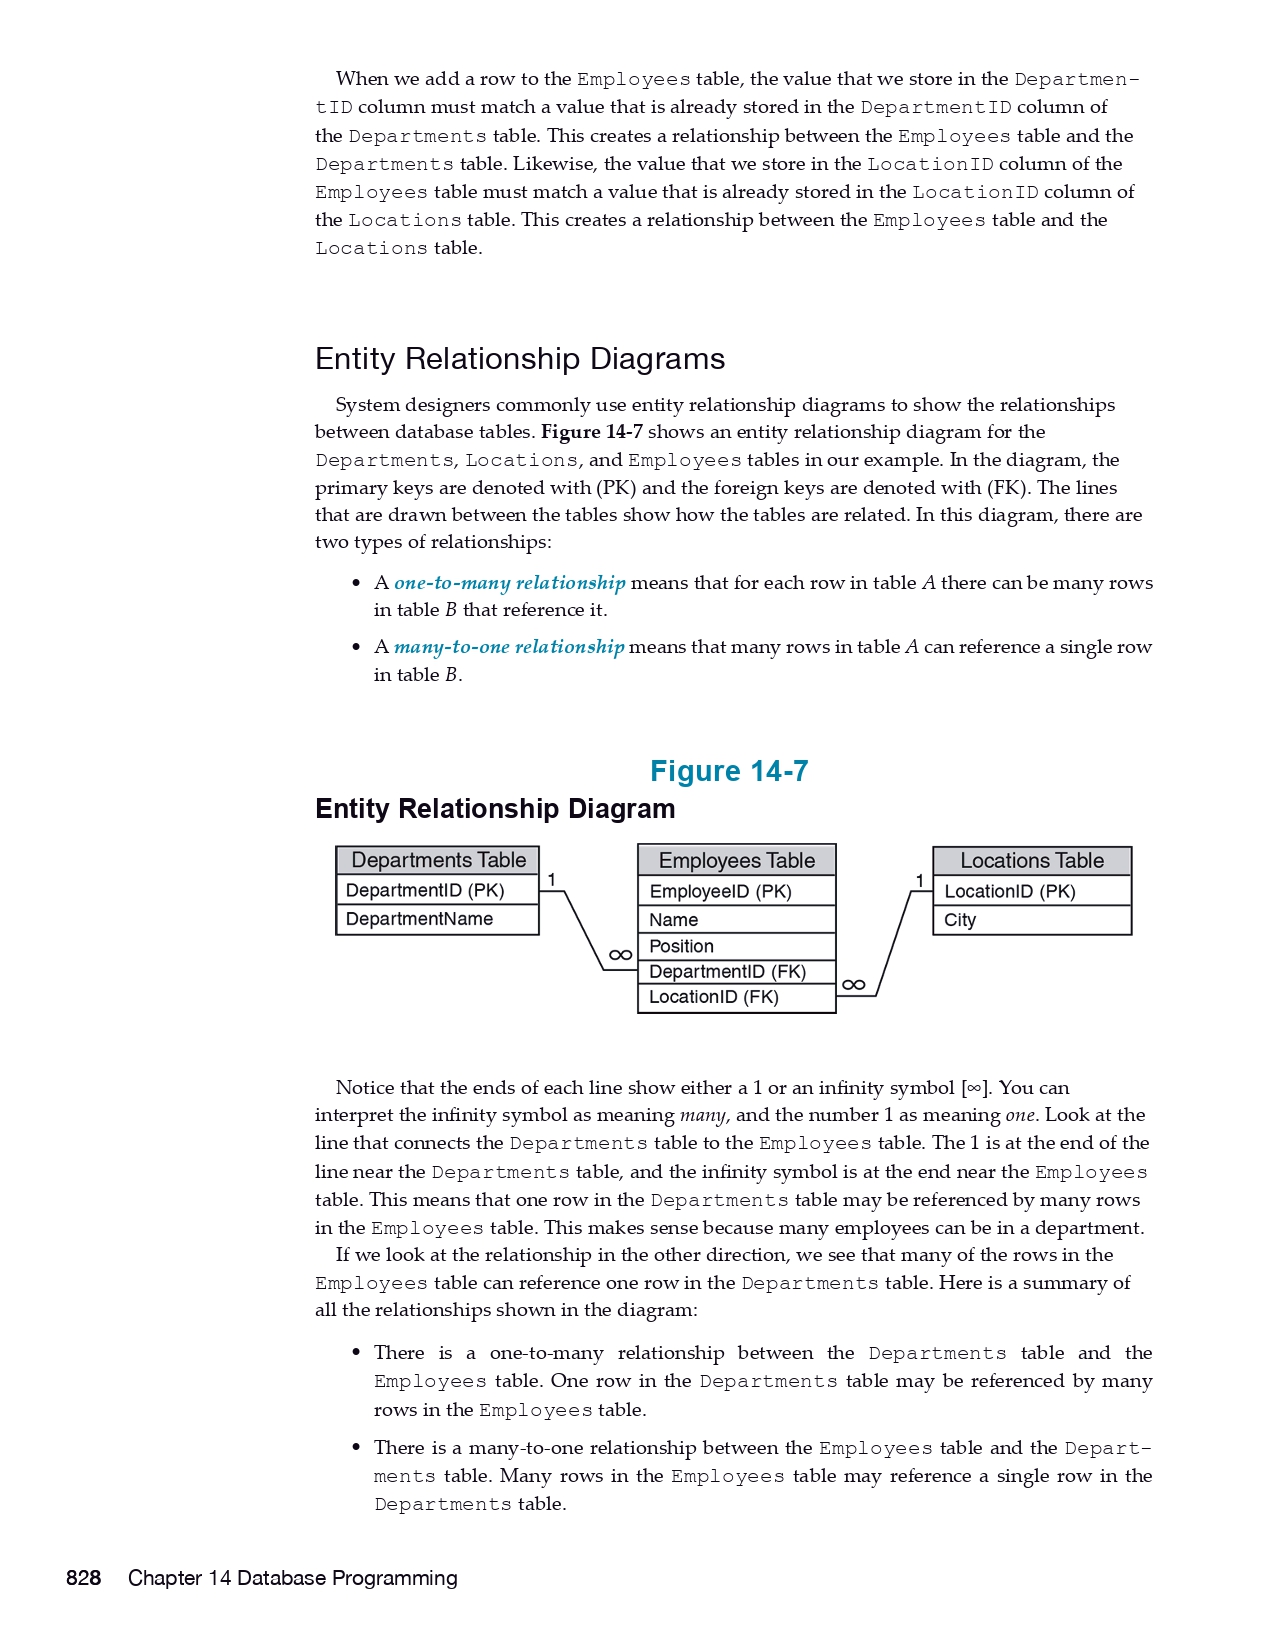 When we add a row to the Employees table, the value that we store in the Departmen-
tID column must match a value that is already stored in the DepartmentID column of
the Departments table. This creates a relationship between the Employees table and the
Departments table. Likewise, the value that we store in the LocationID column of the
Employees table must match a value that is already stored in the LocationID column of
the Locations table. This creates a relationship between the Employees table and the
Locations table.
Entity Relationship Diagrams
System designers commonly use entity relationship diagrams to show the relationships
between database tables. Figure 14-7 shows an entity relationship diagram for the
Departments, Locations, and Employees tables in our example. In the diagram, the
primary keys are denoted with (PK) and the foreign keys are denoted with (FK). The lines
that are drawn between the tables show how the tables are related. In this diagram, there are
two types of relationships:
• A one-to-many relationship means that for each row in table A there can be many rows
in table B that reference it.
• A many-to-one relationship means that many rows in table A can reference a single row
in table B.
Figure 14-7
Entity Relationship Diagram
Departments Table
DepartmentID (PK)
DepartmentName
1
∞
Employees Table
EmployeeID (PK)
Name
Position
DepartmentID (FK)
LocationID (FK)
∞
1
Locations Table
LocationID (PK)
City
Notice that the ends of each line show either a 1 or an infinity symbol [∞]. You can
interpret the infinity symbol as meaning many, and the number 1 as meaning one. Look at the
line that connects the Departments table to the Employees table. The 1 is at the end of the
line near the Departments table, and the infinity symbol is at the end near the Employees
table. This means that one row in the Departments table may be referenced by many rows
in the Employees table. This makes sense because many employees can be in a department.
If we look at the relationship in the other direction, we see that many of the rows in the
Employees table can reference one row in the Departments table. Here is a summary of
all the relationships shown in the diagram:
• There is a one-to-many relationship between the Departments table and the
Employees table. One row in the Departments table may be referenced by many
rows in the Employees table.
• There is a many-to-one relationship between the Employees table and the Depart-
ments table. Many rows in the Employees table may reference a single row in the
Departments table.
828 Chapter 14 Database Programming